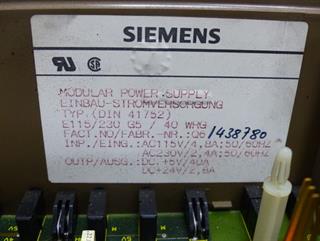 SIEMENS
MODULAR POWER SUPPLY
EINBAU-STROMVERSORGUNG
TYP. (DIN 41752)
E115/230 G5 / 40 WRG
FACT.NO/FABR.-NR.:Q6 1438780
INP./EING.: AC115V/4,8A;50/60HZ
AC230V/2,4A;50/60HZ
OUTP/AUSG.: DC.+5V/40A
DC+24V/2,8A